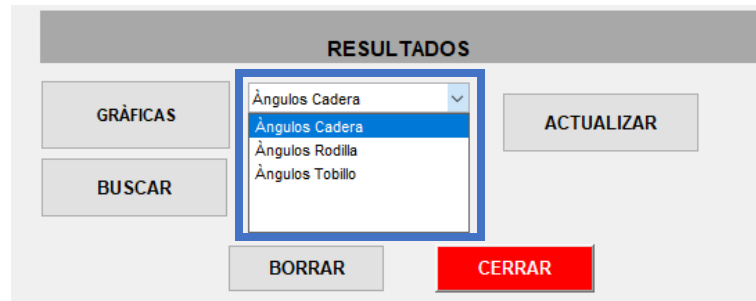 RESULTADOS
GRÀFICAS
Àngulos Cadera
ACTUALIZAR
Àngulos Cadera
Àngulos Rodilla
Àngulos Tobillo
BUSCAR
BORRAR
CERRAR